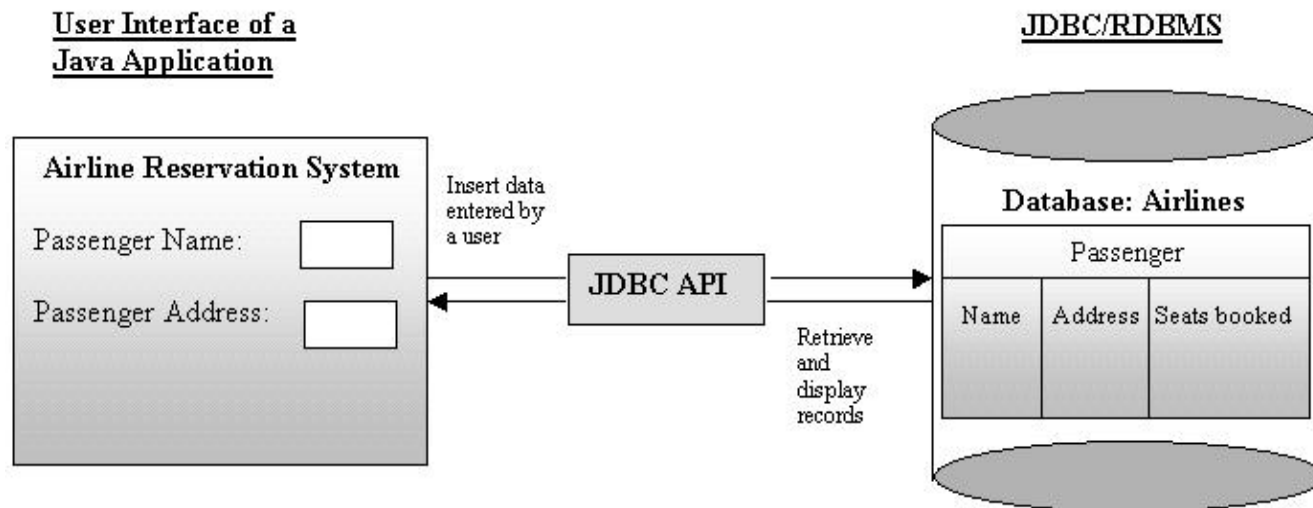 User Interface of a
Java Application
JDBC/RDBMS
Airline Reservation System
Passenger Name:
Passenger Address:
Insert data
entered by
a user
JDBC API
Retrieve
and
display
records
Database: Airlines
Passenger
Name
Address
Seats booked